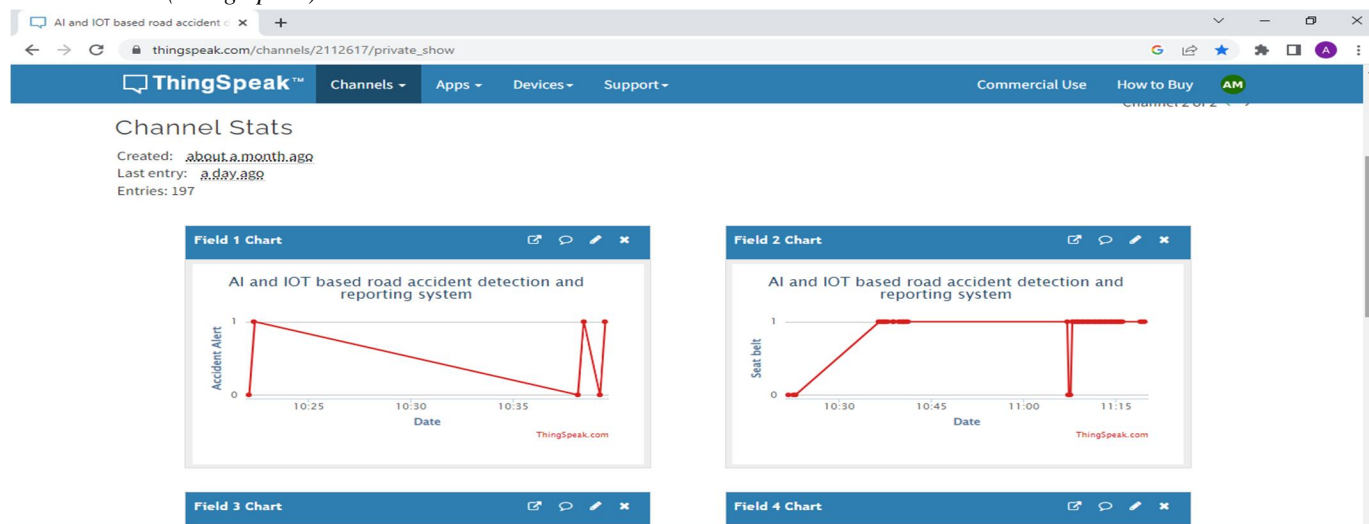 AI and IOT based road accident
thingspeak.com/channels/2112617/private_show
G
A
ThingSpeak™ Channels Apps Devices Support Commercial Use How to Buy AM
Channel 2 of 2 < >
Channel Stats
Created: about a month ago
Last entry: a day ago
Entries: 197
Field 1 Chart
AI and IOT based road accident detection and
reporting system
Accident Alert
1
0
10:25 10:30 10:35
Date
ThingSpeak.com
Field 2 Chart
AI and IOT based road accident detection and
reporting system
Seat belt
1
0
10:30 10:45 11:00 11:15
Date
ThingSpeak.com
Field 3 Chart
Field 4 Chart